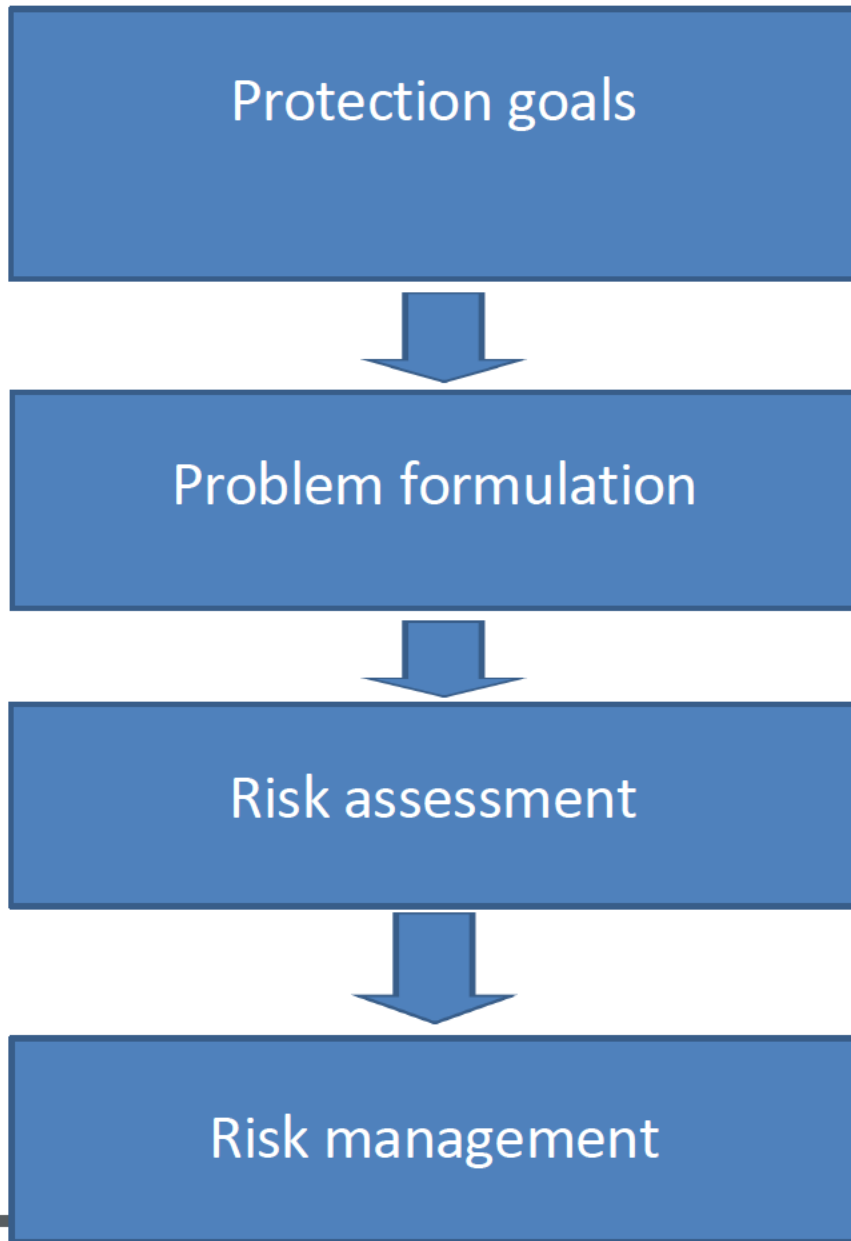 Protection goals
Problem formulation
Risk assessment
Risk management